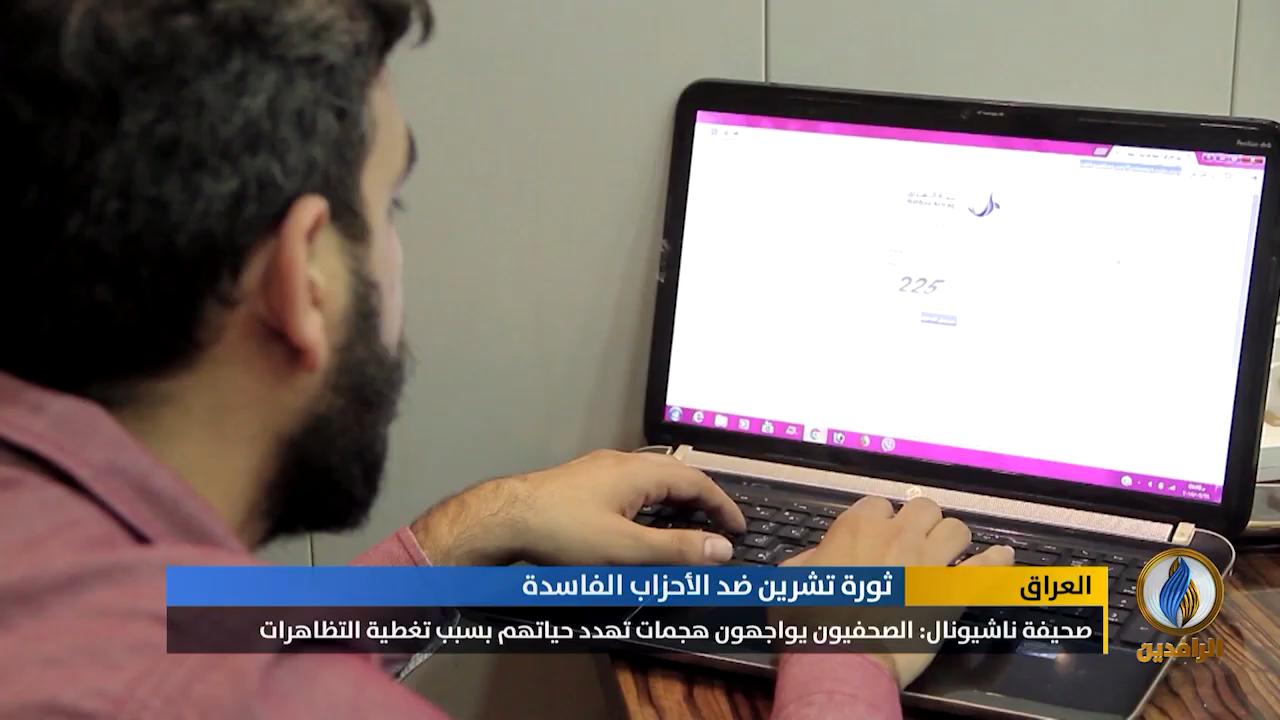 225
العراق
ثورة تشرين ضد الأحزاب الفاسدة
صحيفة ناشيونال: الصحفيون يواجهون هجمات تهدد حياتهم بسبب تغطية التظاهرات
الرافدين